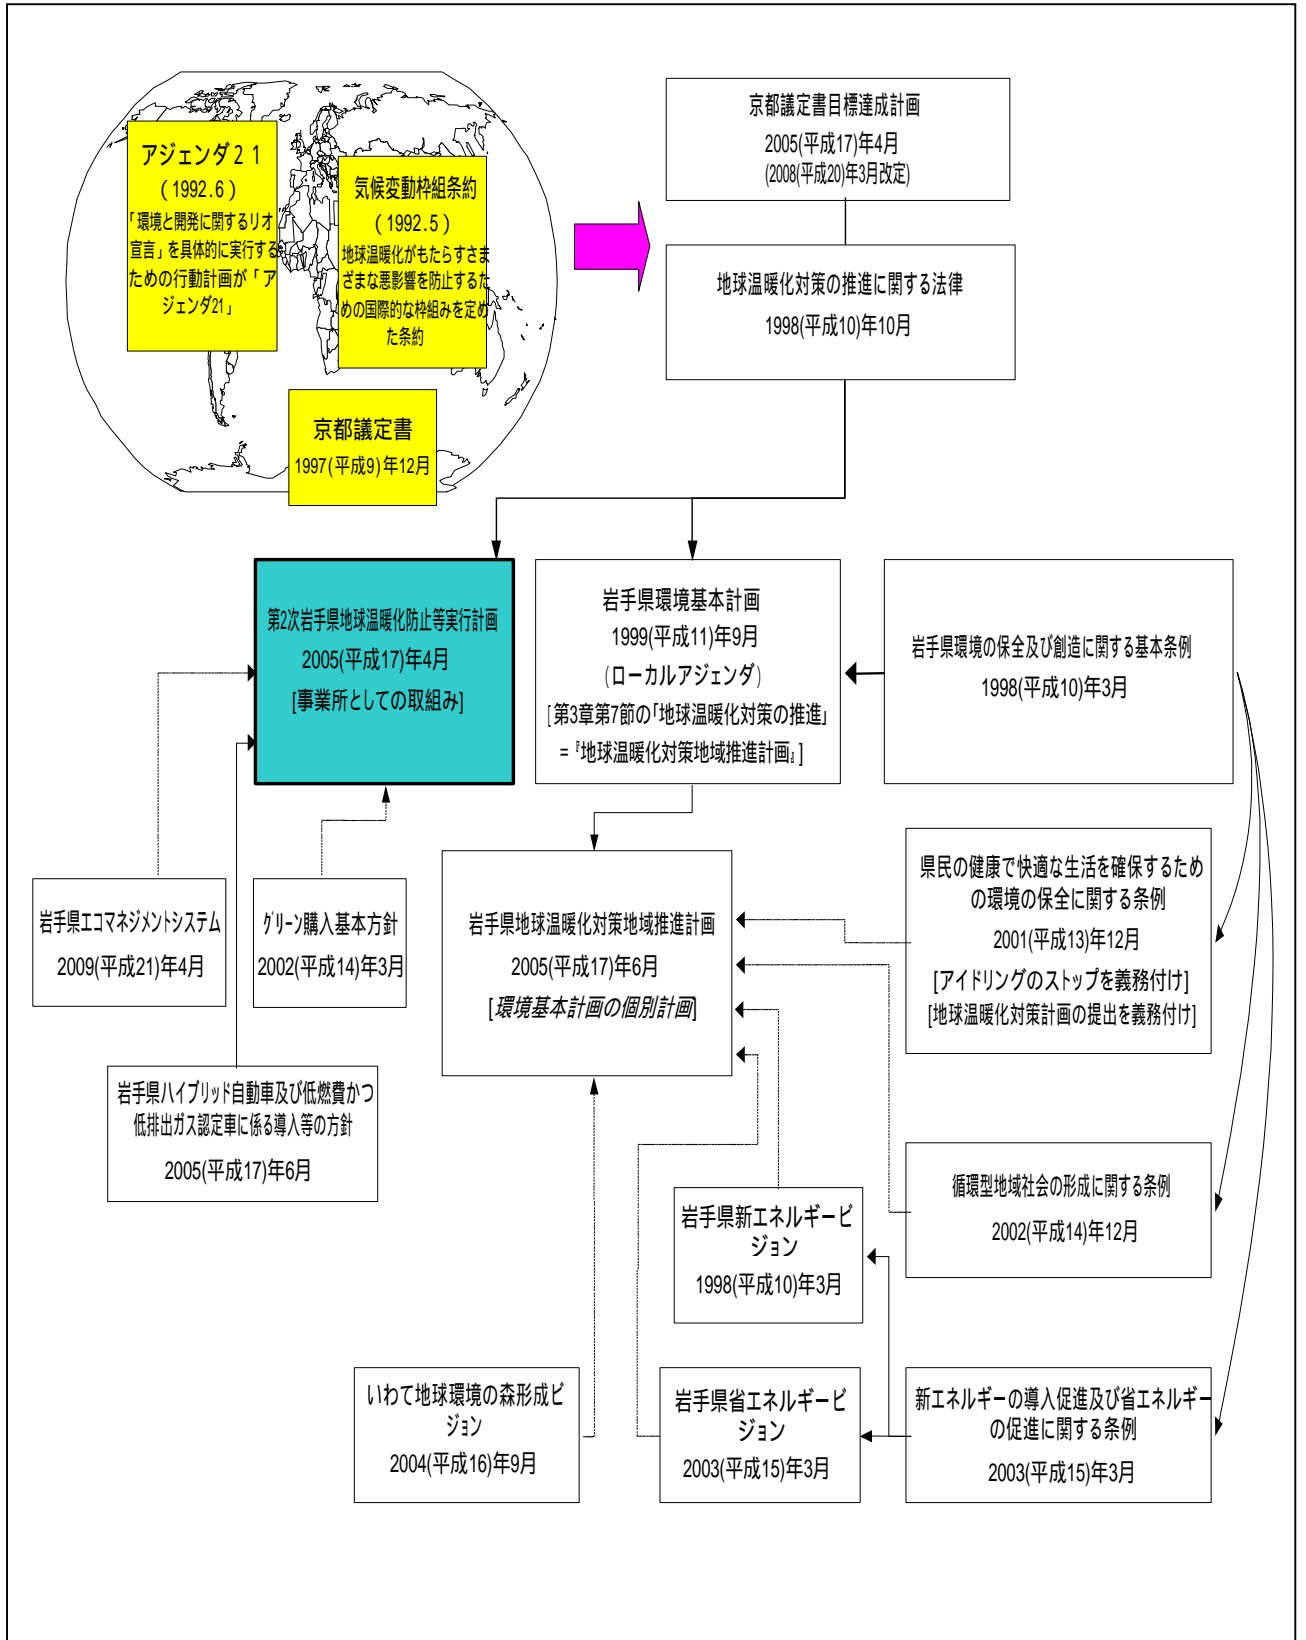 アジェンダ２１
（1992.6）
「環境と開発に関するリオ
宣言」を具体的に実行する
ための行動計画が「ア
ジェンダ21」
気候変動枠組条約
（1992.5）
地球温暖化がもたらすさま
ざまな悪影響を防止するた
めの国際的な枠組みを定め
た条約
京都議定書
1997(平成9)年12月
京都議定書目標達成計画
2005(平成17)年4月
(2008(平成20)年3月改定)
地球温暖化対策の推進に関する法律
1998(平成10)年10月
第2次岩手県地球温暖化防止等実行計画
2005(平成17)年4月
[事業所としての取組み]
岩手県環境基本計画
1999(平成11)年9月
(ローカルアジェンダ)
[第3章第7節の「地球温暖化対策の推進」
=『地球温暖化対策地域推進計画』]
岩手県環境の保全及び創造に関する基本条例
1998(平成10)年3月
岩手県エコマネジメントシステム
2009(平成21)年4月
グリーン購入基本方針
2002(平成14)年3月
岩手県地球温暖化対策地域推進計画
2005(平成17)年6月
[環境基本計画の個別計画]
県民の健康で快適な生活を確保するため
の環境の保全に関する条例
2001(平成13)年12月
[アイドリングのストップを義務付け]
[地球温暖化対策計画の提出を義務付け]
岩手県ハイブリッド自動車及び低燃費かつ
低排出ガス認定車に係る導入等の方針
2005(平成17)年6月
循環型地域社会の形成に関する条例
2002(平成14)年12月
岩手県新エネルギービ
ジョン
1998(平成10)年3月
いわて地球環境の森形成ビ
ジョン
2004(平成16)年9月
岩手県省エネルギービ
ジョン
2003(平成15)年3月
新エネルギーの導入促進及び省エネルギー
の促進に関する条例
2003(平成15)年3月